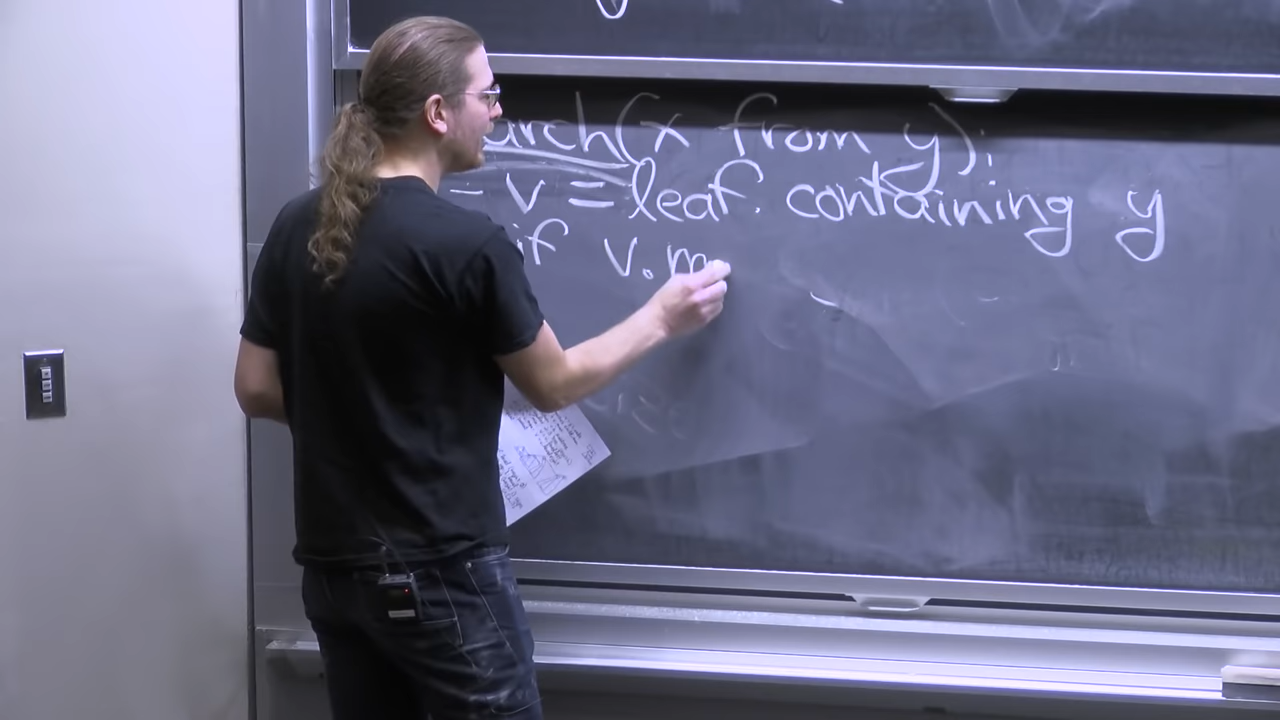 arch(x from y):
- v = leaf containing y
if v.m